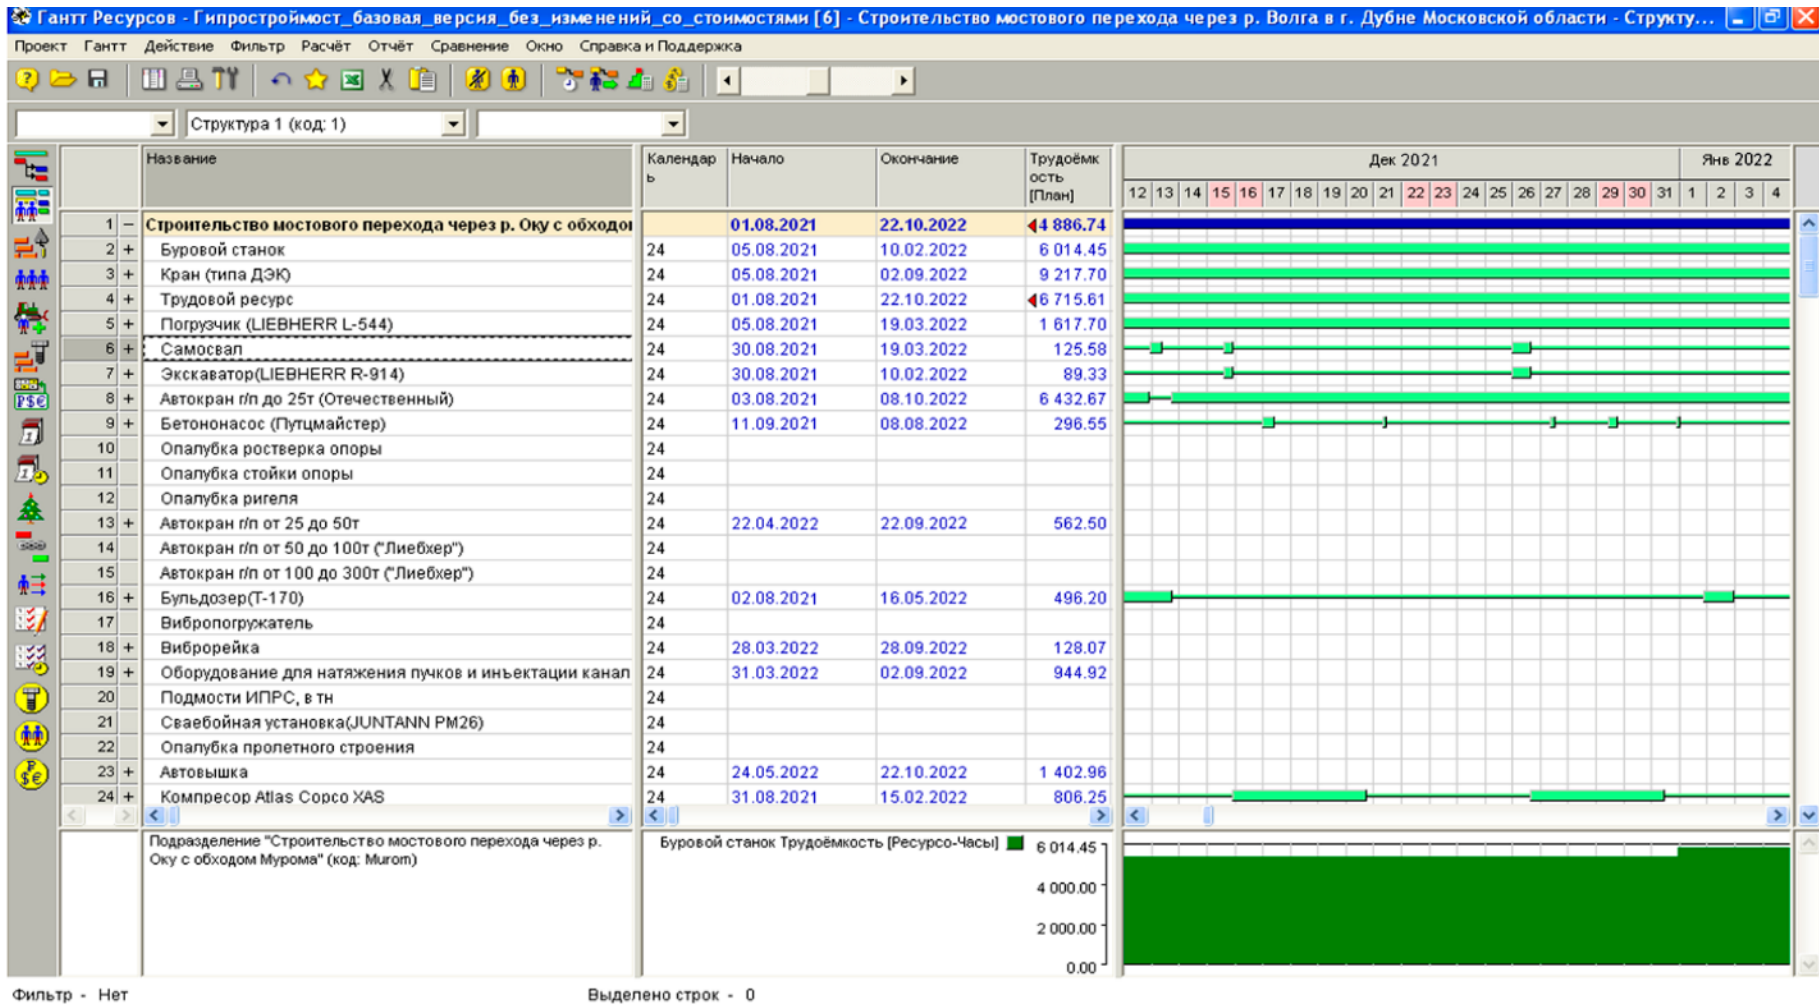 Гантт Ресурсов - Гипростроймост_базовая_версия_без_изменений_со_стоимостями [6] - Строительство мостового перехода через р. Волга в г. Дубне Московской области - Структу...
Проект Гантт Действие Фильтр Расчёт Отчёт Сравнение Окно Справка и Поддержка
Структура 1 (код: 1)
Название Календарь Начало Окончание Трудоёмкость [План] Дек 2021 Янв 2022
12 13 14 15 16 17 18 19 20 21 22 23 24 25 26 27 28 29 30 31 1 2 3 4
1 – Строительство мостового перехода через р. Оку с обходо 01.08.2021 22.10.2022 4 886.74
2 + Буровой станок 24 05.08.2021 10.02.2022 6 014.45
3 + Кран (типа ДЭК) 24 05.08.2021 02.09.2022 9 217.70
4 + Трудовой ресурс 24 01.08.2021 22.10.2022 6 715.61
5 + Погрузчик (LIEBHERR L-544) 24 05.08.2021 19.03.2022 1 617.70
6 + Самосвал 24 30.08.2021 19.03.2022 125.58
7 + Экскаватор(LIEBHERR R-914) 24 30.08.2021 10.02.2022 89.33
8 + Автокран г/п до 25т (Отечественный) 24 03.08.2021 08.10.2022 6 432.67
9 + Бетононасос (Путцмайстер) 24 11.09.2021 08.08.2022 296.55
10 Опалубка ростверка опоры 24
11 Опалубка стойки опоры 24
12 Опалубка ригеля 24
13 + Автокран г/п от 25 до 50т 24 22.04.2022 22.09.2022 562.50
14 Автокран г/п от 50 до 100т ("Лиебхер") 24
15 Автокран г/п от 100 до 300т ("Лиебхер") 24
16 + Бульдозер(Т-170) 24 02.08.2021 16.05.2022 496.20
17 Вибропогружатель 24
18 + Виброрейка 24 28.03.2022 28.09.2022 128.07
19 + Оборудование для натяжения пучков и инъектации канал 24 31.03.2022 02.09.2022 944.92
20 Подмости ИПРС, в тн 24
21 Сваебойная установка(JUNTANN PM26) 24
22 Опалубка пролетного строения 24
23 + Автовышка 24 24.05.2022 22.10.2022 1 402.96
24 + Компресор Atlas Copco XAS 24 31.08.2021 15.02.2022 806.25
Подразделение "Строительство мостового перехода через р.
Оку с обходом Мурома" (код: Murom)
Буровой станок Трудоёмкость [Ресурсо-Часы] 6 014.45
4 000.00
2 000.00
0.00
Фильтр - Нет Выделено строк - 0